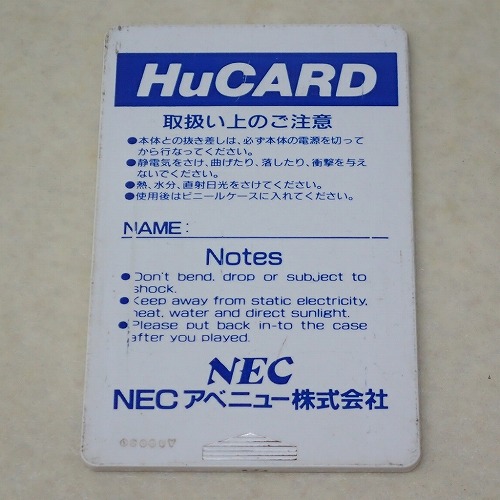 HuCARD
取扱い上のご注意
●本体との抜き差しは、必ず本体の電源を切って
から行なってください。
●静電気をさけ、曲げたり、落したり、衝撃を与え
ないでください。
●熱、水分、直射日光をさけてください。
●使用後はビニールケースに入れてください。
NAME:
Notes
●Don't bend, drop or subject to
shock.
●Keep away from static electricity,
heat, water and direct sunlight.
●Please put back in-to the case
after you played.
NEC
NECアベニュー株式会社